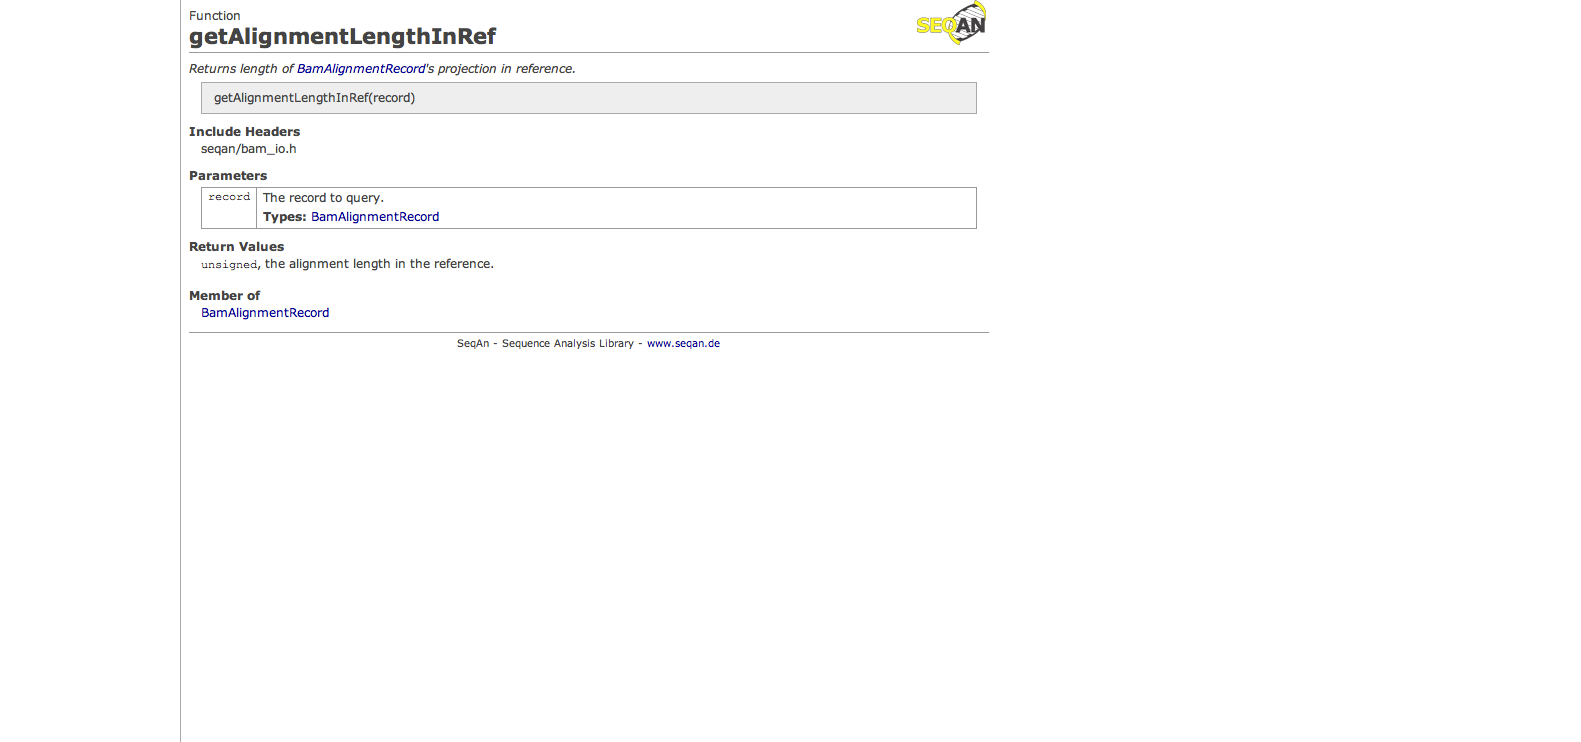 Function
SEQAN
getAlignmentLengthInRef
Returns length of BamAlignmentRecord's projection in reference.
getAlignmentLengthInRef(record)
Include Headers
seqan/bam_io.h
Parameters
record The record to query.
Types: BamAlignmentRecord
Return Values
unsigned, the alignment length in the reference.
Member of
BamAlignmentRecord
SeqAn - Sequence Analysis Library - www.seqan.de